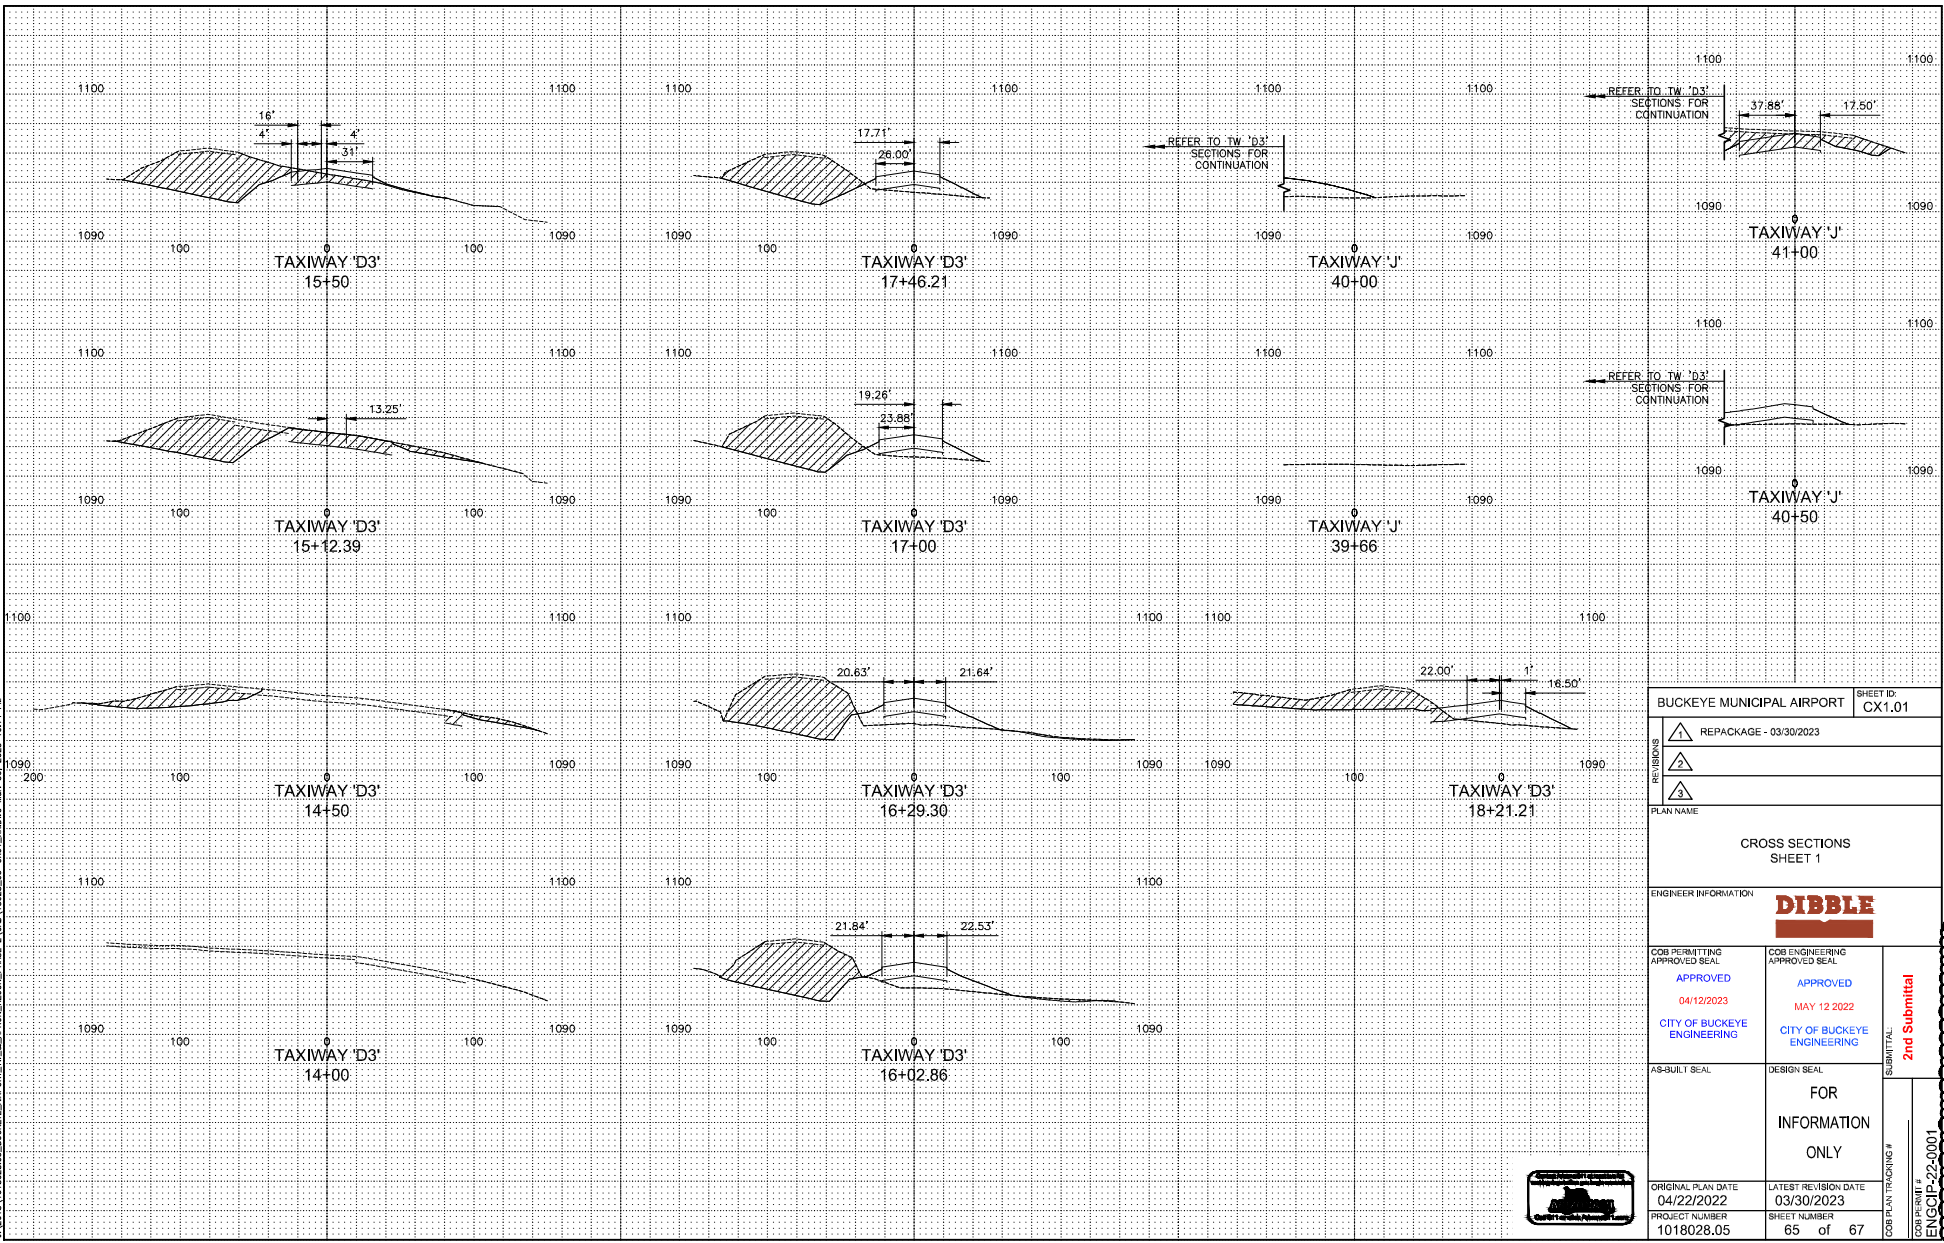 1100
1100
16'
4'
4'
31'
1090
1090
100
0
100
TAXIWAY 'D3'
15+50
1100
1100
17.71'
26.00'
1090
1090
100
0
TAXIWAY 'D3'
17+46.21
1100
1100
REFER TO TW 'D3'
SECTIONS FOR
CONTINUATION
1090
1090
0
TAXIWAY 'J'
40+00
1100
1100
REFER TO TW 'D3'
SECTIONS FOR
CONTINUATION
37.88'
17.50'
1090
1090
0
TAXIWAY 'J'
41+00
1100
1100
13.25'
1090
1090
100
0
100
TAXIWAY 'D3'
15+12.39
1100
1100
19.26'
23.88'
1090
1090
100
0
TAXIWAY 'D3'
17+00
1100
1100
1090
1090
0
TAXIWAY 'J'
39+66
1100
1100
REFER TO TW 'D3'
SECTIONS FOR
CONTINUATION
1090
1090
0
TAXIWAY 'J'
40+50
1100
1100
1090
1090
200
100
0
100
TAXIWAY 'D3'
14+50
1100
1100
20.63'
21.64'
1090
1090
100
0
100
TAXIWAY 'D3'
16+29.30
1100
1100
22.00'
1'
16.50'
1090
1090
100
0
TAXIWAY 'D3'
18+21.21
1100
1100
1090
1090
100
0
100
TAXIWAY 'D3'
14+00
1100
1100
21.84'
22.53'
1090
1090
100
0
100
TAXIWAY 'D3'
16+02.86
BUCKEYE MUNICIPAL AIRPORT
SHEET ID:
CX1.01
REVISIONS
1
REPACKAGE - 03/30/2023
2
3
PLAN NAME
CROSS SECTIONS
SHEET 1
ENGINEER INFORMATION
DIBBLE
COB PERMITTING
APPROVED SEAL
APPROVED
04/12/2023
CITY OF BUCKEYE
ENGINEERING
COB ENGINEERING
APPROVED SEAL
APPROVED
MAY 12 2022
CITY OF BUCKEYE
ENGINEERING
SUBMITTAL:
2nd Submittal
AS-BUILT SEAL
DESIGN SEAL
FOR
INFORMATION
ONLY
COB PLAN TRACKING #
COB PERMIT #
ENGCIP-22-0001
ORIGINAL PLAN DATE
04/22/2022
LATEST REVISION DATE
03/30/2023
PROJECT NUMBER
1018028.05
SHEET NUMBER
65 of 67